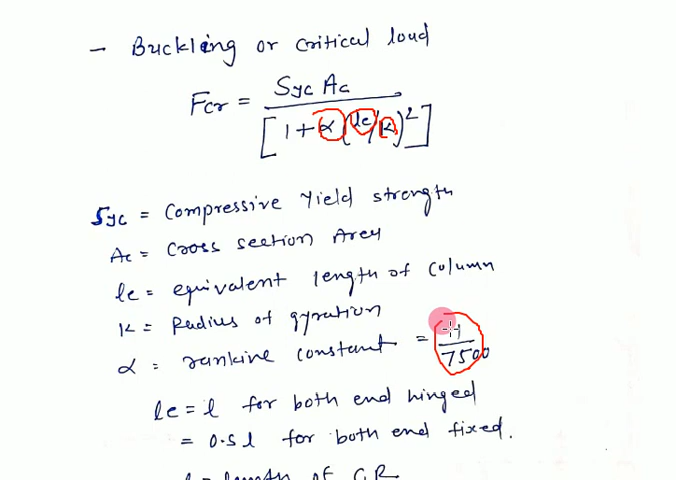 - Buckling or critical load
Fcr = Syc Ac / [1 + α (le/k)²]
Syc = Compressive Yield strength
Ac = Cross section Area
le = equivalent length of column
k = Radius of gyration
α = rankine constant = 1/7500
le = l for both end hinged
= 0.5 l for both end fixed.
l = length of C.R